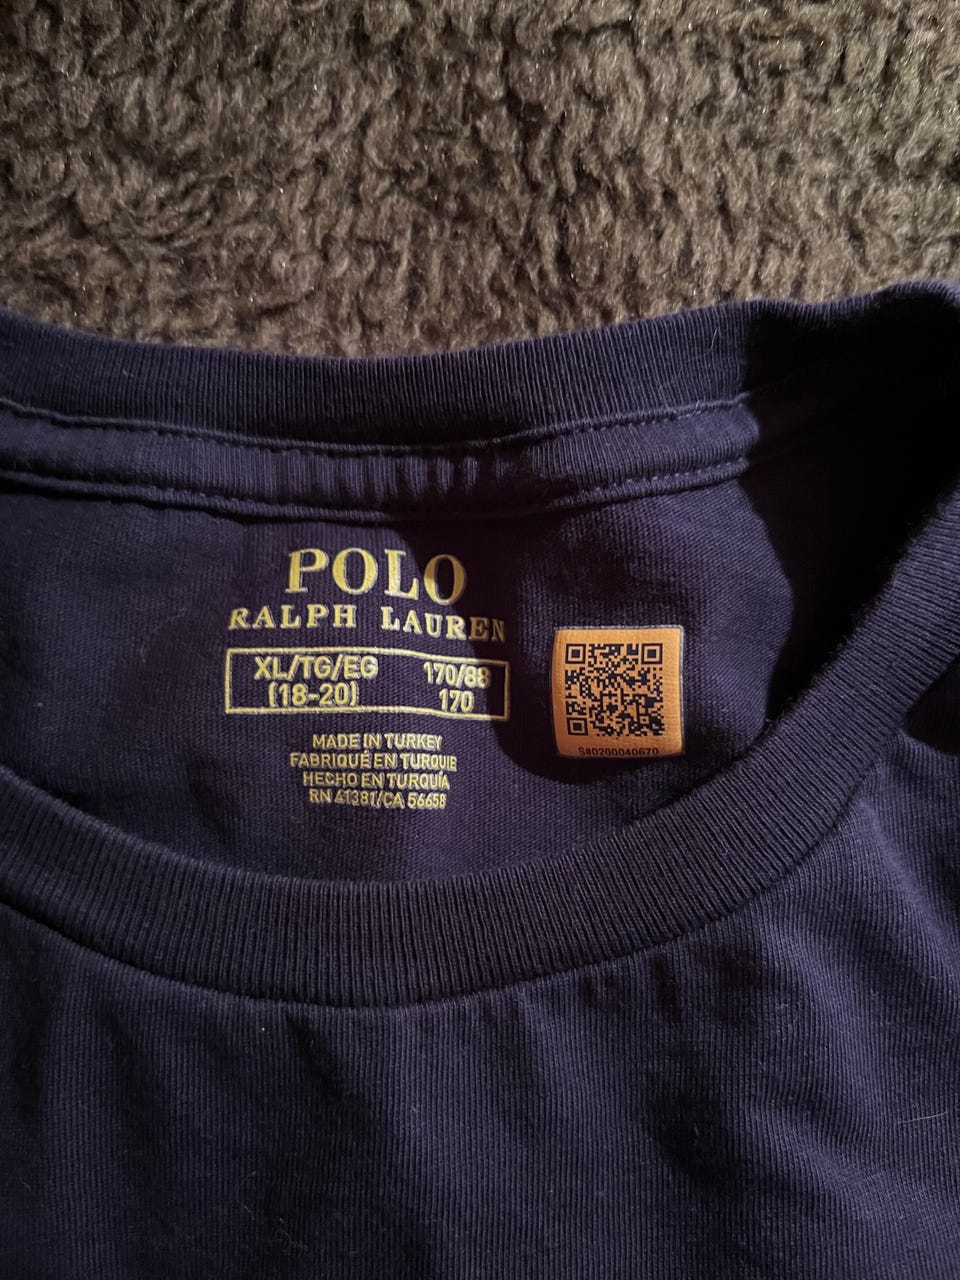 POLO
RALPH LAUREN
XL/TG/EG 170/88
(18-20) 170
MADE IN TURKEY
FABRIQUÉ EN TURQUIE
HECHO EN TURQUÍA
RN 41381/CA 56658
S#0200040670